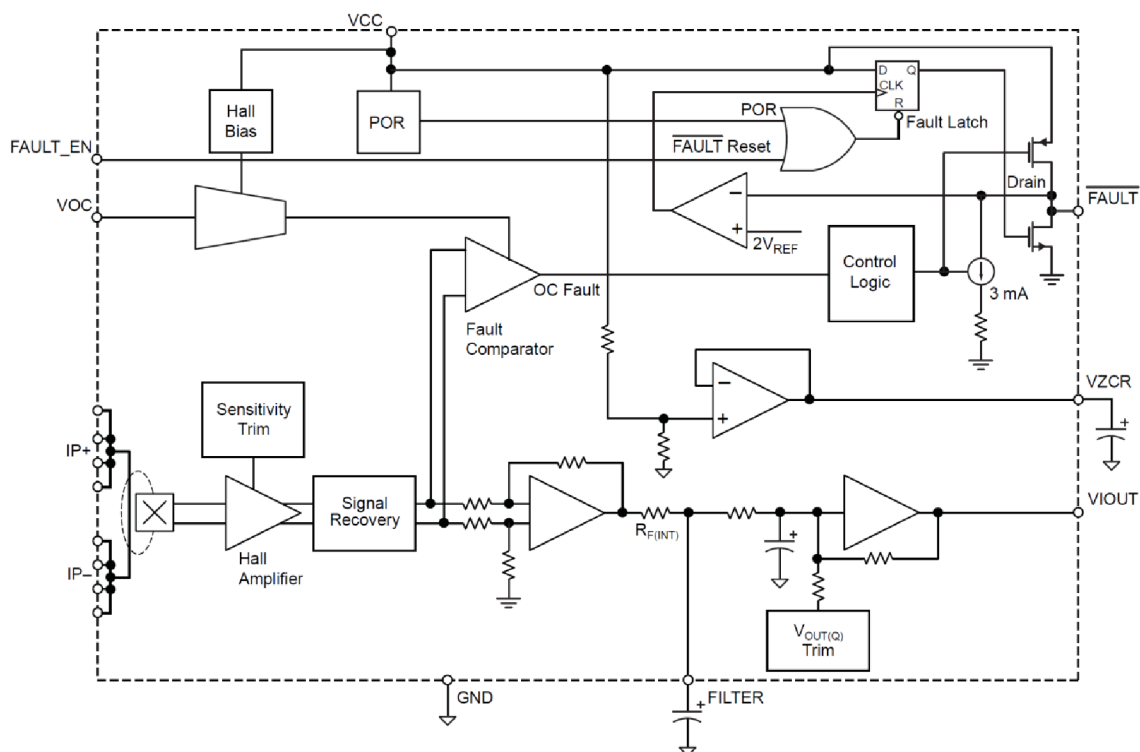 VCC
Hall
Bias
POR
POR
D Q
CLK
R
Fault Latch
FAULT_EN
FAULT Reset
Drain
FAULT
VOC
−
+
2VREF
Control
Logic
3 mA
OC Fault
Fault
Comparator
−
+
VZCR
+
Sensitivity
Trim
IP+
Signal
Recovery
Hall
Amplifier
RF(INT)
+
VIOUT
IP−
VOUT(Q)
Trim
GND
FILTER
+